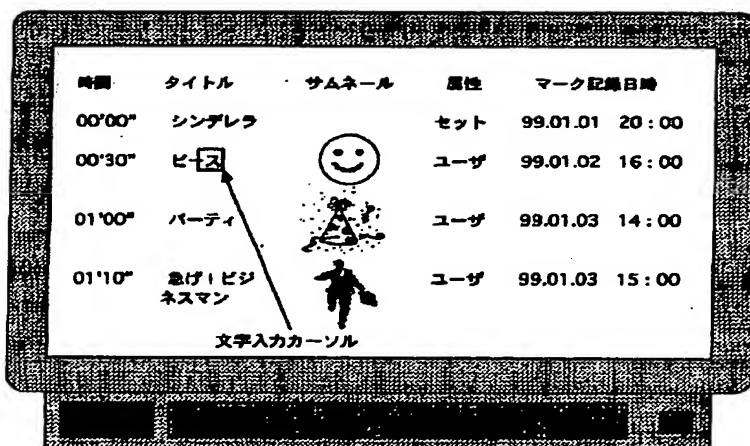 時間 タイトル サムネール 属性 マーク記録日時
00'00" シンデレラ セット 99.01.01 20:00
00'30" ピース ユーザ 99.01.02 16:00
01'00" パーティ ユーザ 99.01.03 14:00
01'10" 急げ！ビジ ユーザ 99.01.03 15:00
ネスマン
文字入力カーソル